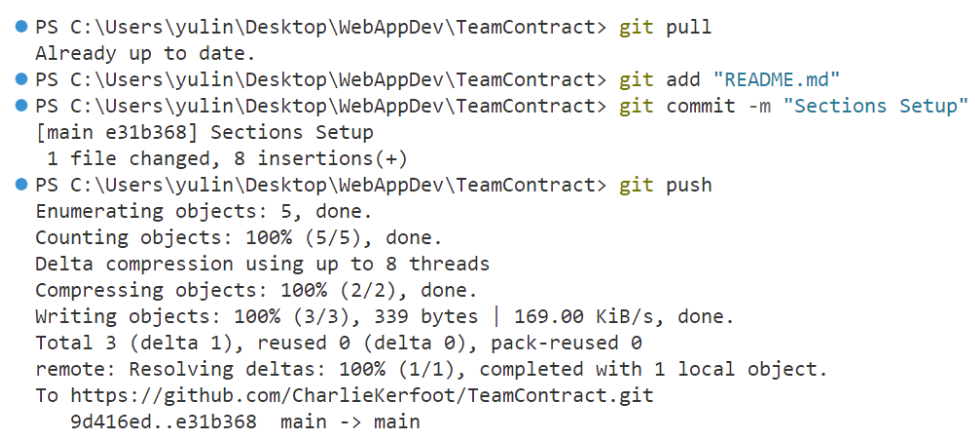 PS C:\Users\yulin\Desktop\WebAppDev\TeamContract> git pull
Already up to date.
PS C:\Users\yulin\Desktop\WebAppDev\TeamContract> git add "README.md"
PS C:\Users\yulin\Desktop\WebAppDev\TeamContract> git commit -m "Sections Setup"
[main e31b368] Sections Setup
 1 file changed, 8 insertions(+)
PS C:\Users\yulin\Desktop\WebAppDev\TeamContract> git push
Enumerating objects: 5, done.
Counting objects: 100% (5/5), done.
Delta compression using up to 8 threads
Compressing objects: 100% (2/2), done.
Writing objects: 100% (3/3), 339 bytes | 169.00 KiB/s, done.
Total 3 (delta 1), reused 0 (delta 0), pack-reused 0
remote: Resolving deltas: 100% (1/1), completed with 1 local object.
To https://github.com/CharlieKerfoot/TeamContract.git
   9d416ed..e31b368  main -> main